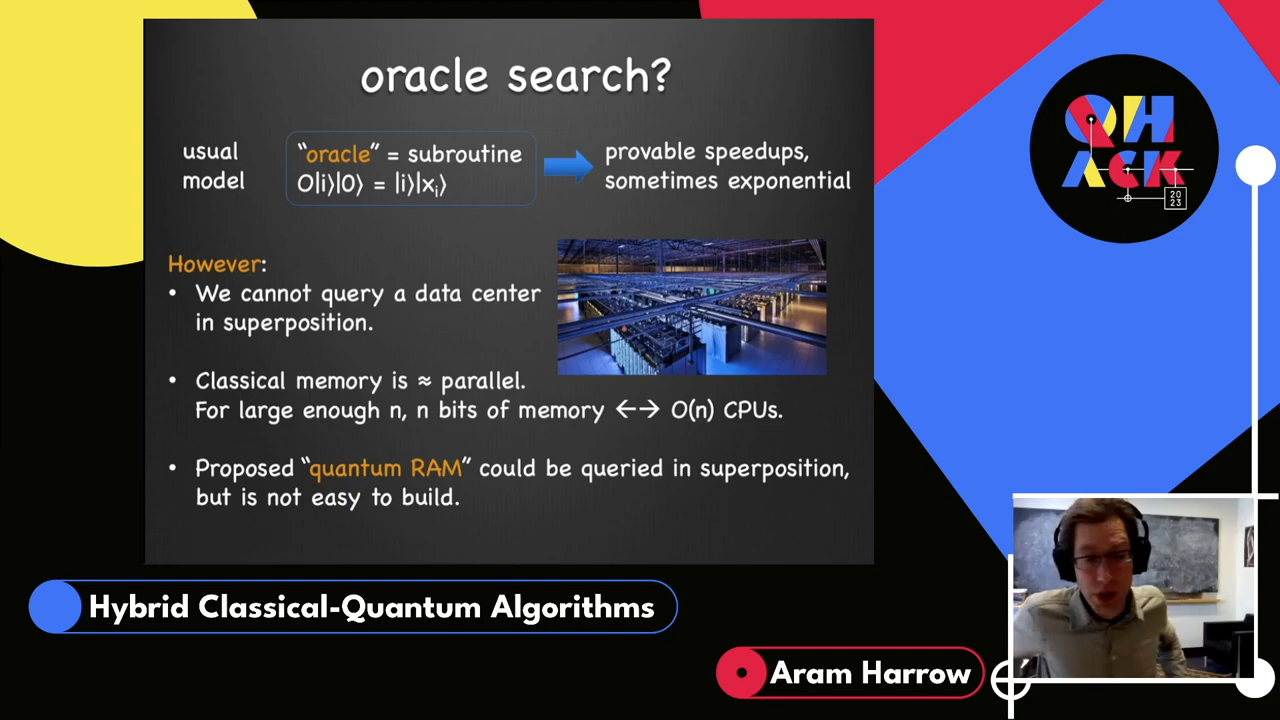 oracle search?
usual
model
“oracle” = subroutine
O|i⟩|0⟩ = |i⟩|xᵢ⟩
provable speedups,
sometimes exponential
However:
• We cannot query a data center
in superposition.
• Classical memory is ≈ parallel.
For large enough n, n bits of memory ←→ O(n) CPUs.
• Proposed “quantum RAM” could be queried in superposition,
but is not easy to build.
QH
ACK
20
23
Hybrid Classical-Quantum Algorithms
Aram Harrow